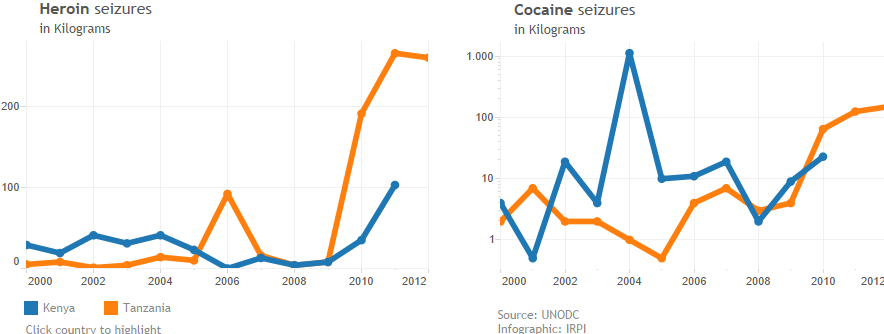 Heroin seizures
in Kilograms
200
100
0
2000 2002 2004 2006 2008 2010 2012
Kenya Tanzania
Click country to highlight
Cocaine seizures
in Kilograms
1.000
100
10
1
2000 2002 2004 2006 2008 2010 2012
Source: UNODC
Infographic: IRPI